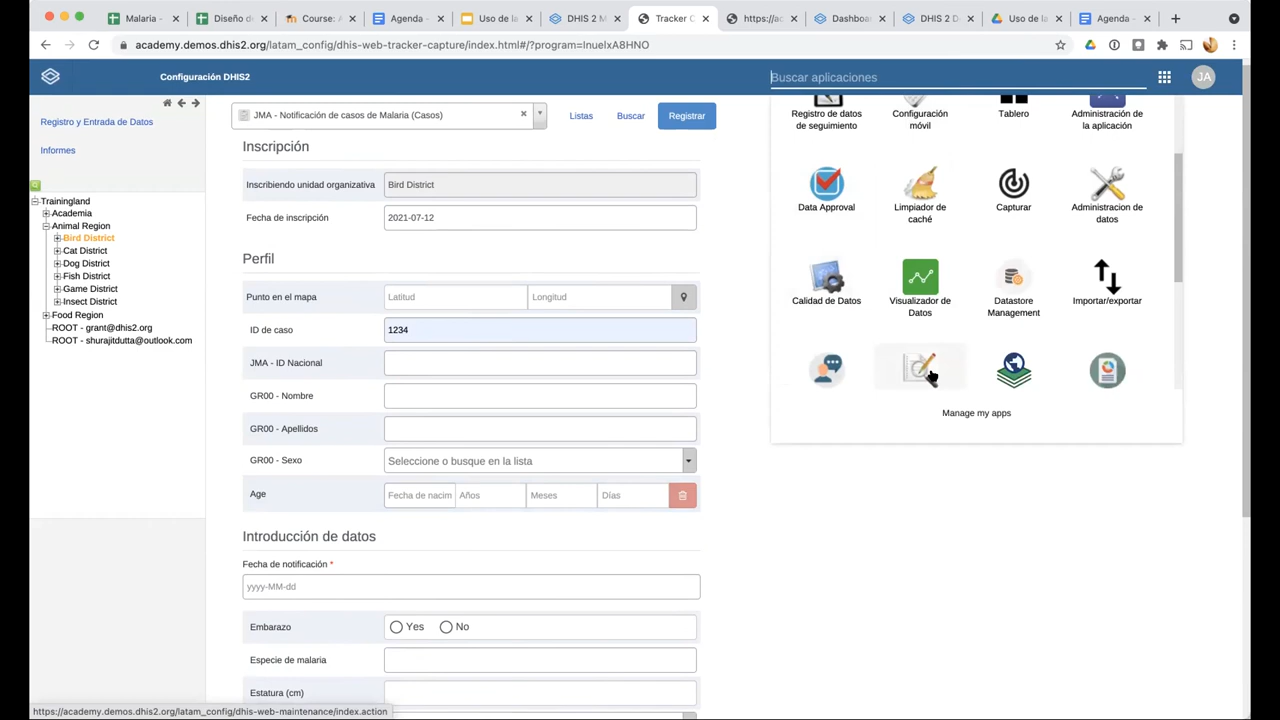 Malaria -
Diseño de
Course: A
Agenda -
Uso de la
DHIS 2 M
Tracker C
https://ac
Dashboa
DHIS 2 D
Uso de la
Agenda -
academy.demos.dhis2.org/latam_config/dhis-web-tracker-capture/index.html#/?program=InueIxA8HNO
Configuración DHIS2
Buscar aplicaciones
JA
Registro y Entrada de Datos
Informes
Trainingland
Academia
Animal Region
Bird District
Cat District
Dog District
Fish District
Game District
Insect District
Food Region
ROOT - grant@dhis2.org
ROOT - shurajitdutta@outlook.com
JMA - Notificación de casos de Malaria (Casos)
Listas
Buscar
Registrar
Inscripción
Inscribiendo unidad organizativa
Bird District
Fecha de inscripción
2021-07-12
Perfil
Punto en el mapa
Latitud
Longitud
ID de caso
1234
JMA - ID Nacional
GR00 - Nombre
GR00 - Apellidos
GR00 - Sexo
Seleccione o busque en la lista
Age
Fecha de nacim
Años
Meses
Días
Introducción de datos
Fecha de notificación *
yyyy-MM-dd
Embarazo
Yes
No
Especie de malaria
Estatura (cm)
Registro de datos
de seguimiento
Configuración
móvil
Tablero
Administración de
la aplicación
Data Approval
Limpiador de
caché
Capturar
Administracion de
datos
Calidad de Datos
Visualizador de
Datos
Datastore
Management
Importar/exportar
Manage my apps
https://academy.demos.dhis2.org/latam_config/dhis-web-maintenance/index.action